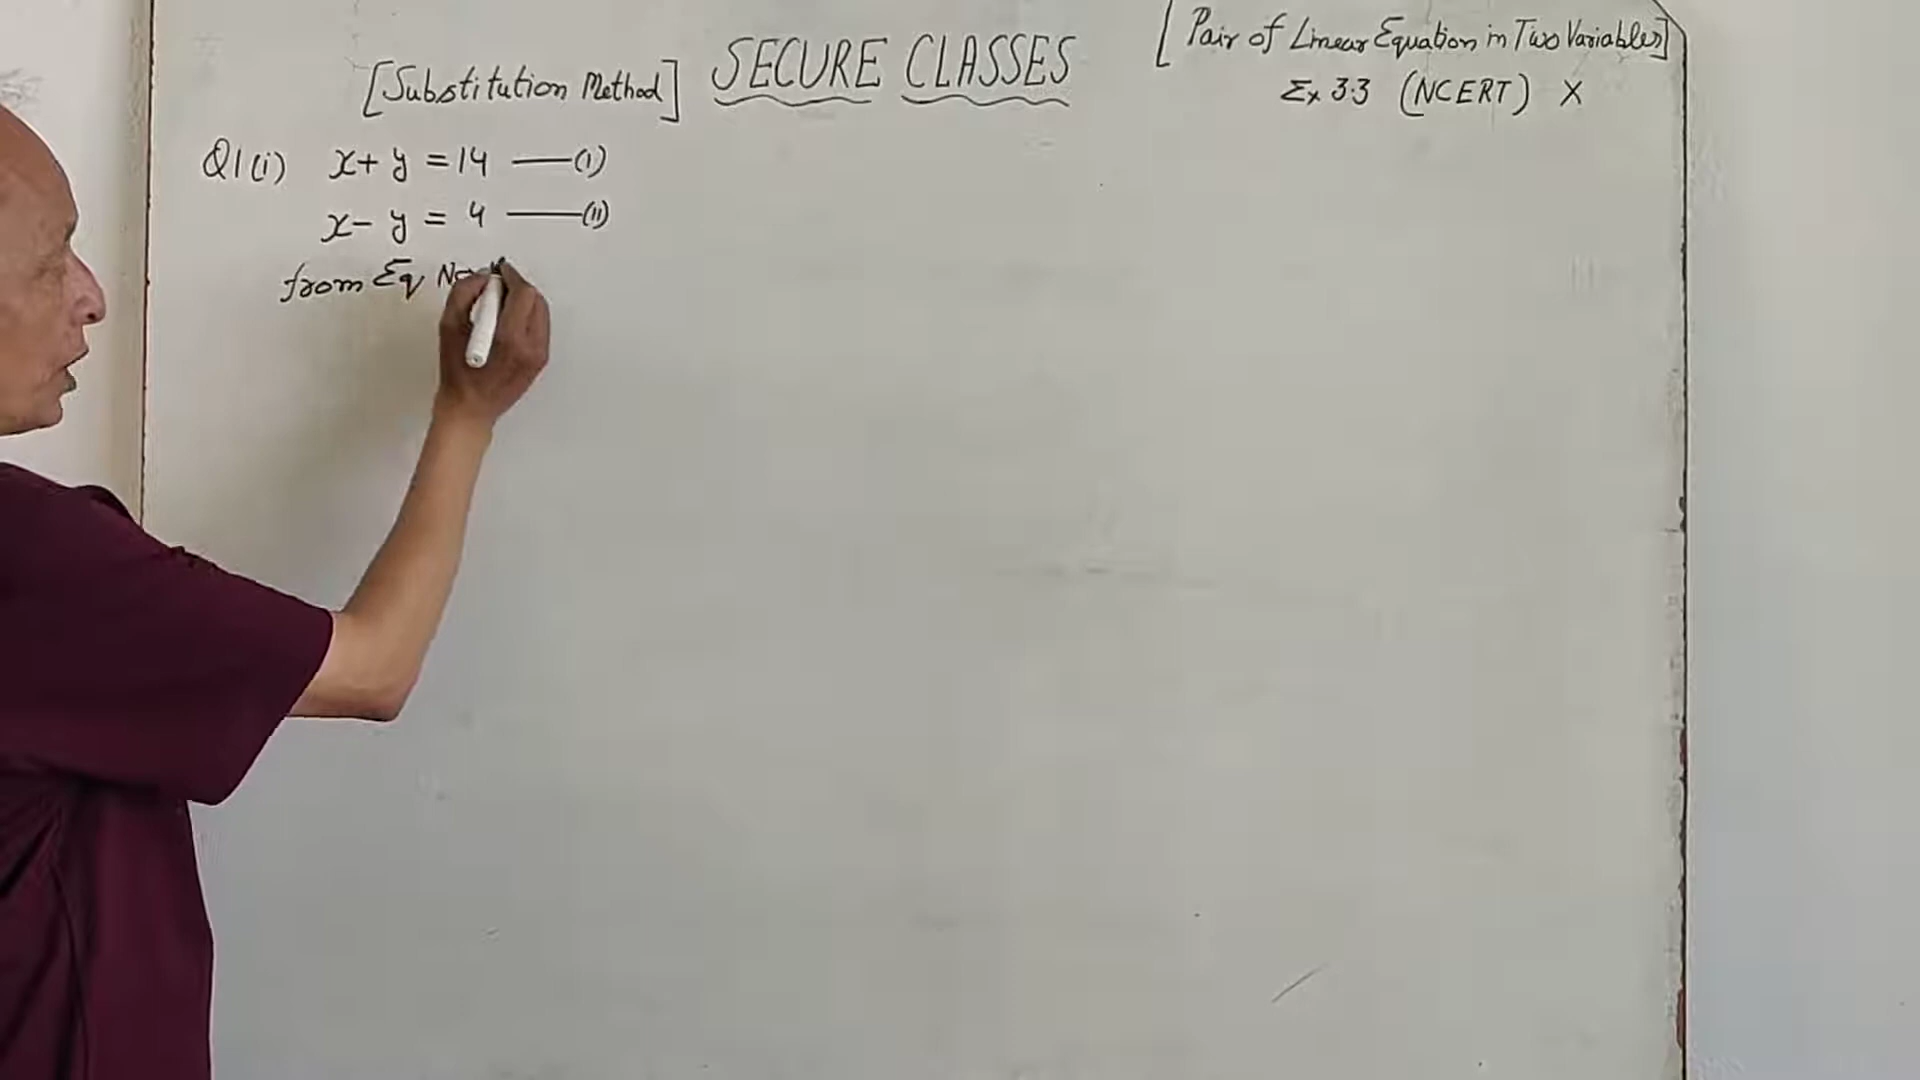 [Substitution Method] SECURE CLASSES
[Pair of Linear Equation in Two Variables]
Ex 3.3 (NCERT) X
Q1(i) x + y = 14 —(i)
x - y = 4 —(ii)
from Eq No